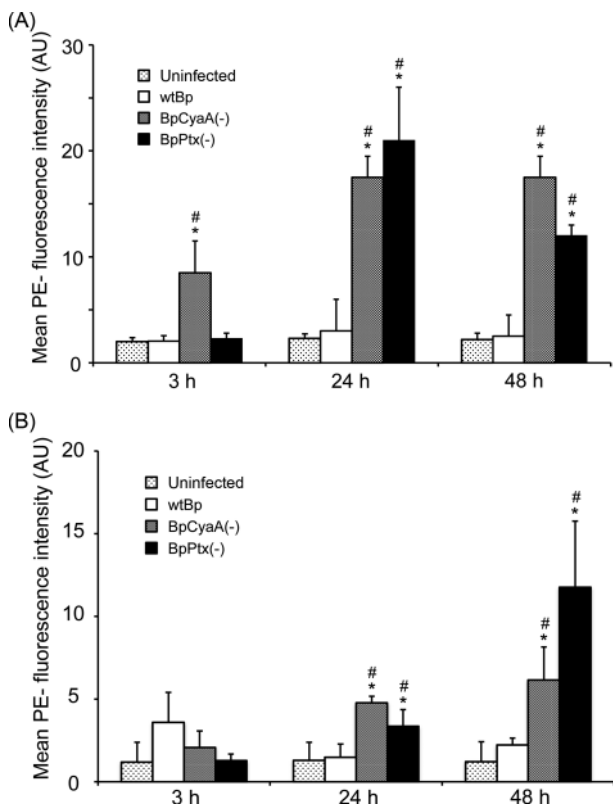 (A)
Mean PE- fluorescence intensity (AU)
30
20
10
0
Uninfected
wtBp
BpCyaA(-)
BpPtx(-)
#
*
#
*
#
*
#
*
#
*
3 h
24 h
48 h
(B)
Mean PE- fluorescence intensity (AU)
20
15
10
5
0
Uninfected
wtBp
BpCyaA(-)
BpPtx(-)
#
*
#
*
#
*
#
*
3 h
24 h
48 h